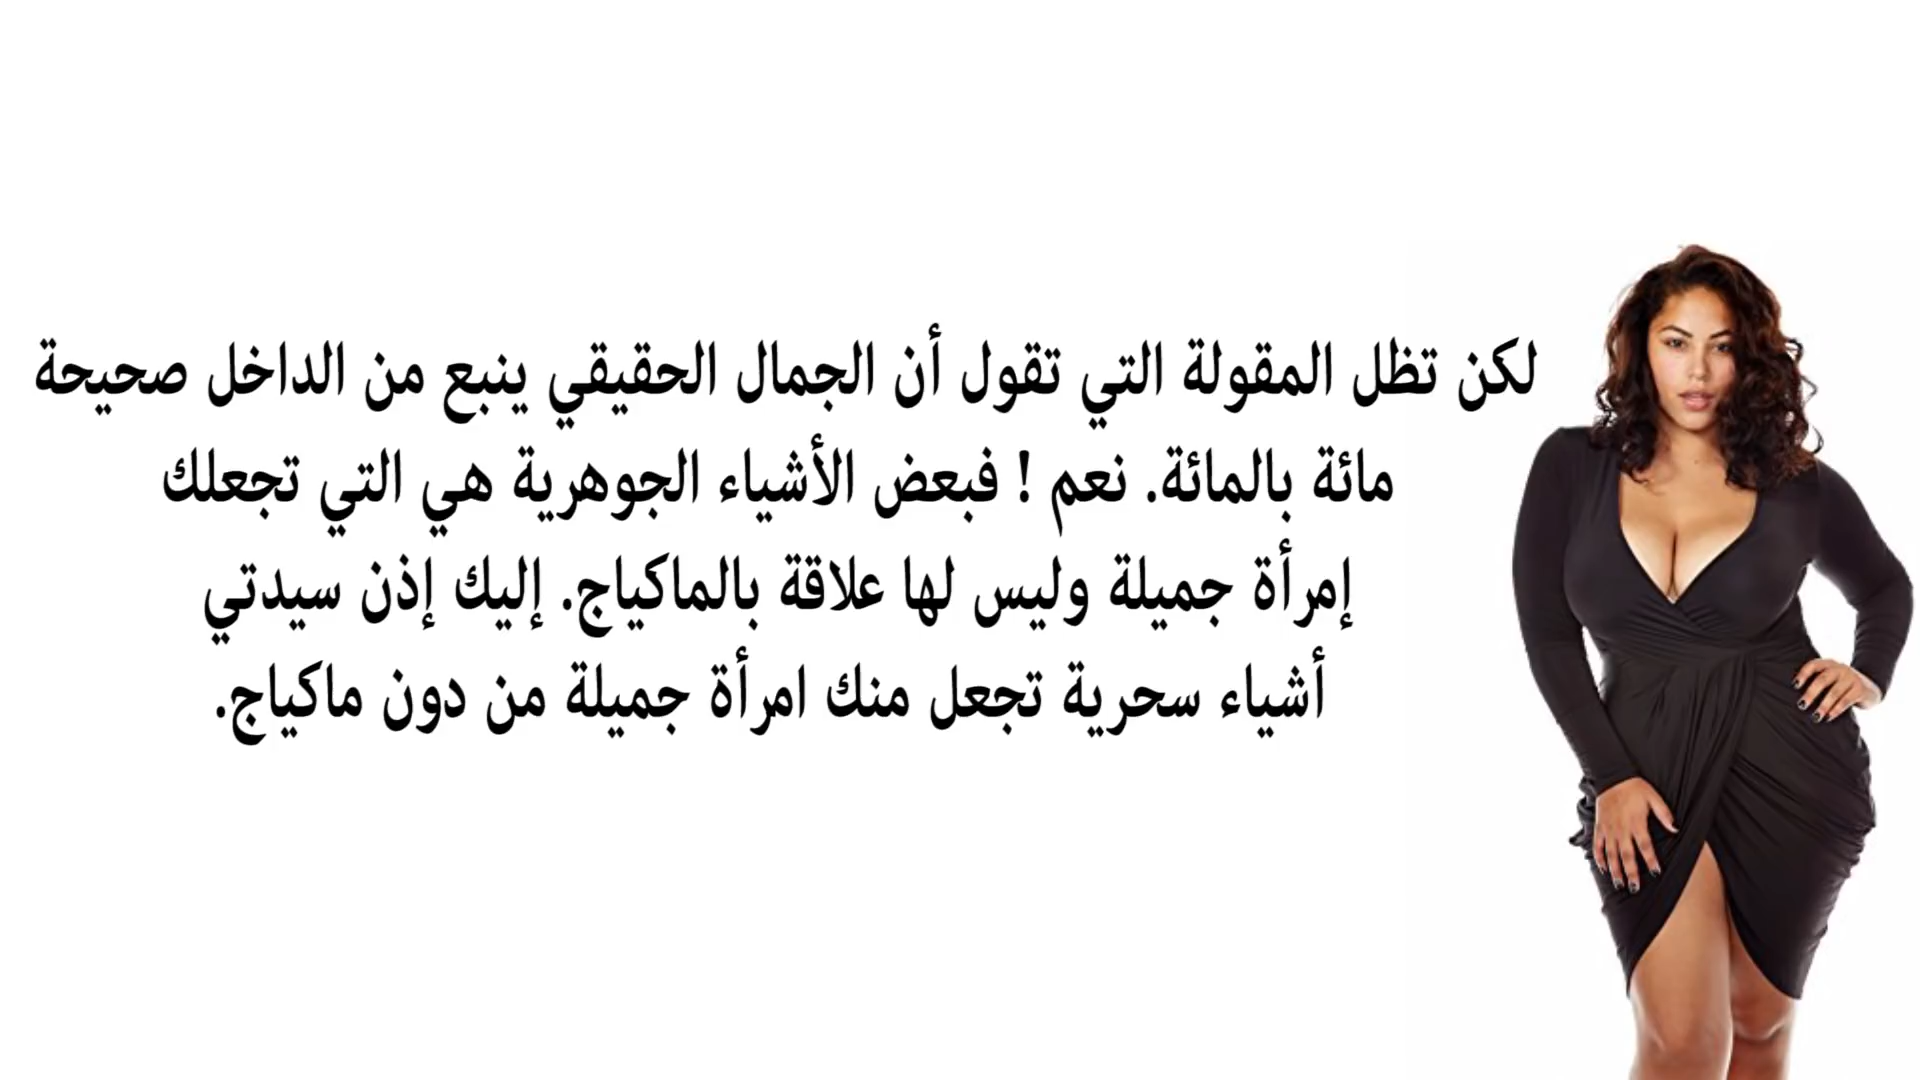 لكن تظل المقولة التي تقول أن الجمال الحقيقي ينبع من الداخل صحيحة
مائة بالمائة. نعم ! فبعض الأشياء الجوهرية هي التي تجعلك
إمرأة جميلة وليس لها علاقة بالماكياج. إليك إذن سيدتي
أشياء سحرية تجعل منك امرأة جميلة من دون ماكياج.